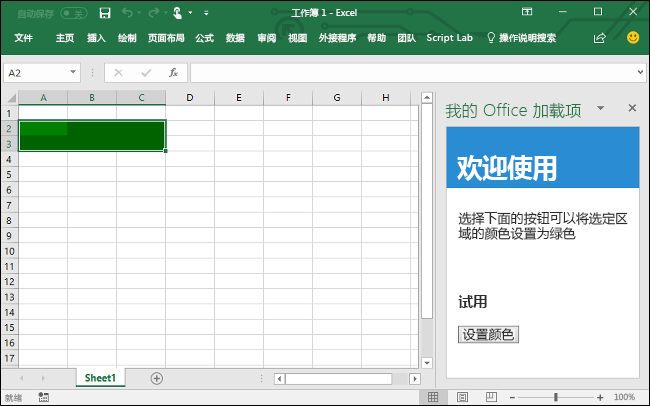 自动保存 关 工作簿 1 - Excel
文件 主页 插入 绘制 页面布局 公式 数据 审阅 视图 外接程序 帮助 团队 Script Lab 操作说明搜索
A2 fx
A B C D E F G H
1
2
3
4
5
6
7
8
9
10
11
12
13
14
15
16
17
我的 Office 加载项
欢迎使用
选择下面的按钮可以将选定区
域的颜色设置为绿色
试用
设置颜色
Sheet1
就绪 100%